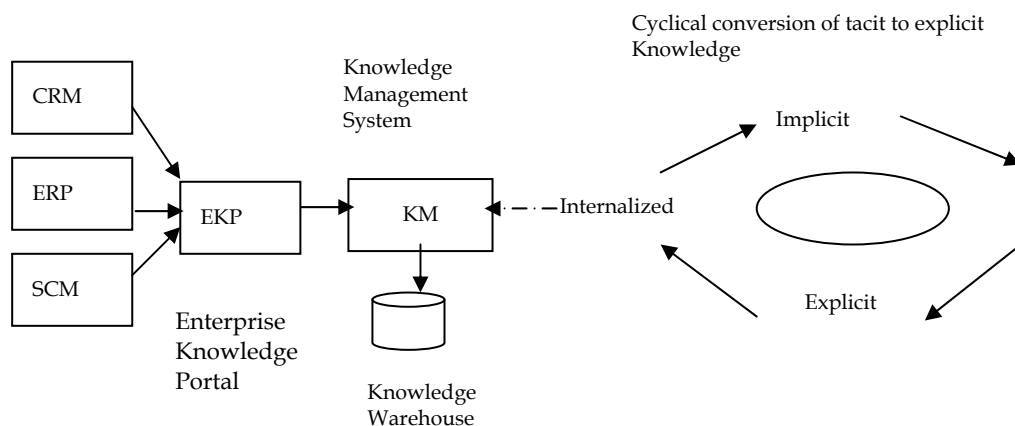 Cyclical conversion of tacit to explicit
Knowledge
Knowledge
Management
System
CRM
Implicit
ERP
EKP
KM
Internalized
SCM
Explicit
Enterprise
Knowledge
Portal
Knowledge
Warehouse